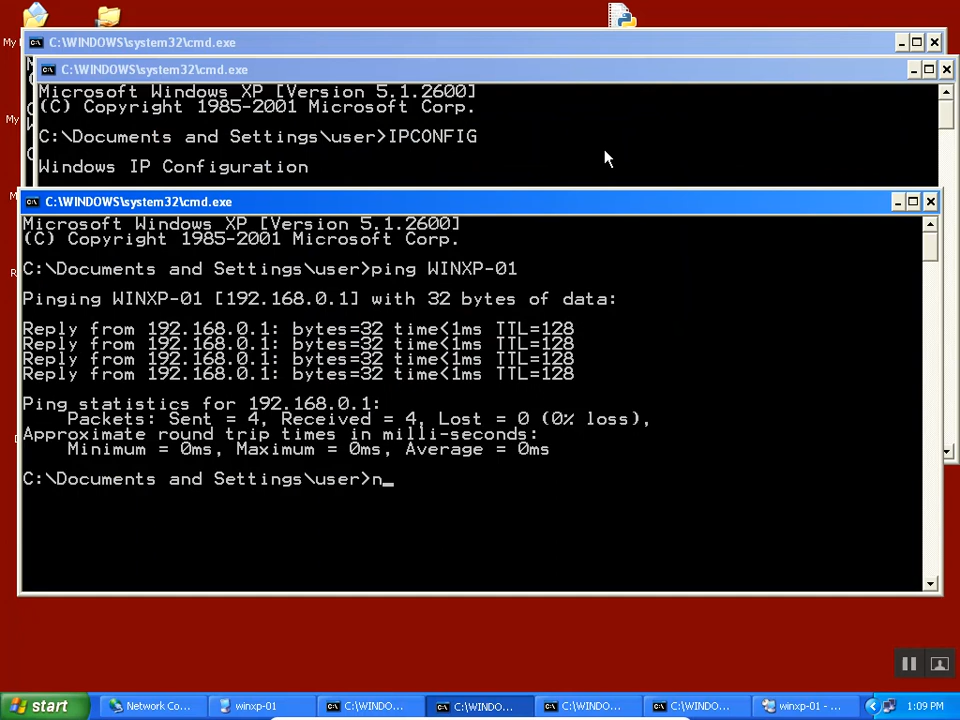 C:\WINDOWS\system32\cmd.exe
C:\WINDOWS\system32\cmd.exe
Microsoft Windows XP [Version 5.1.2600]
(C) Copyright 1985-2001 Microsoft Corp.
C:\Documents and Settings\user>IPCONFIG
Windows IP Configuration
C:\WINDOWS\system32\cmd.exe
Microsoft Windows XP [Version 5.1.2600]
(C) Copyright 1985-2001 Microsoft Corp.
C:\Documents and Settings\user>ping WINXP-01
Pinging WINXP-01 [192.168.0.1] with 32 bytes of data:
Reply from 192.168.0.1: bytes=32 time<1ms TTL=128
Reply from 192.168.0.1: bytes=32 time<1ms TTL=128
Reply from 192.168.0.1: bytes=32 time<1ms TTL=128
Reply from 192.168.0.1: bytes=32 time<1ms TTL=128
Ping statistics for 192.168.0.1:
Packets: Sent = 4, Received = 4, Lost = 0 (0% loss),
Approximate round trip times in milli-seconds:
Minimum = 0ms, Maximum = 0ms, Average = 0ms
C:\Documents and Settings\user>n_
start Network Co... winxp-01 C:\WINDO... C:\WINDO... C:\WINDO... C:\WINDO... winxp-01 - ... 1:09 PM